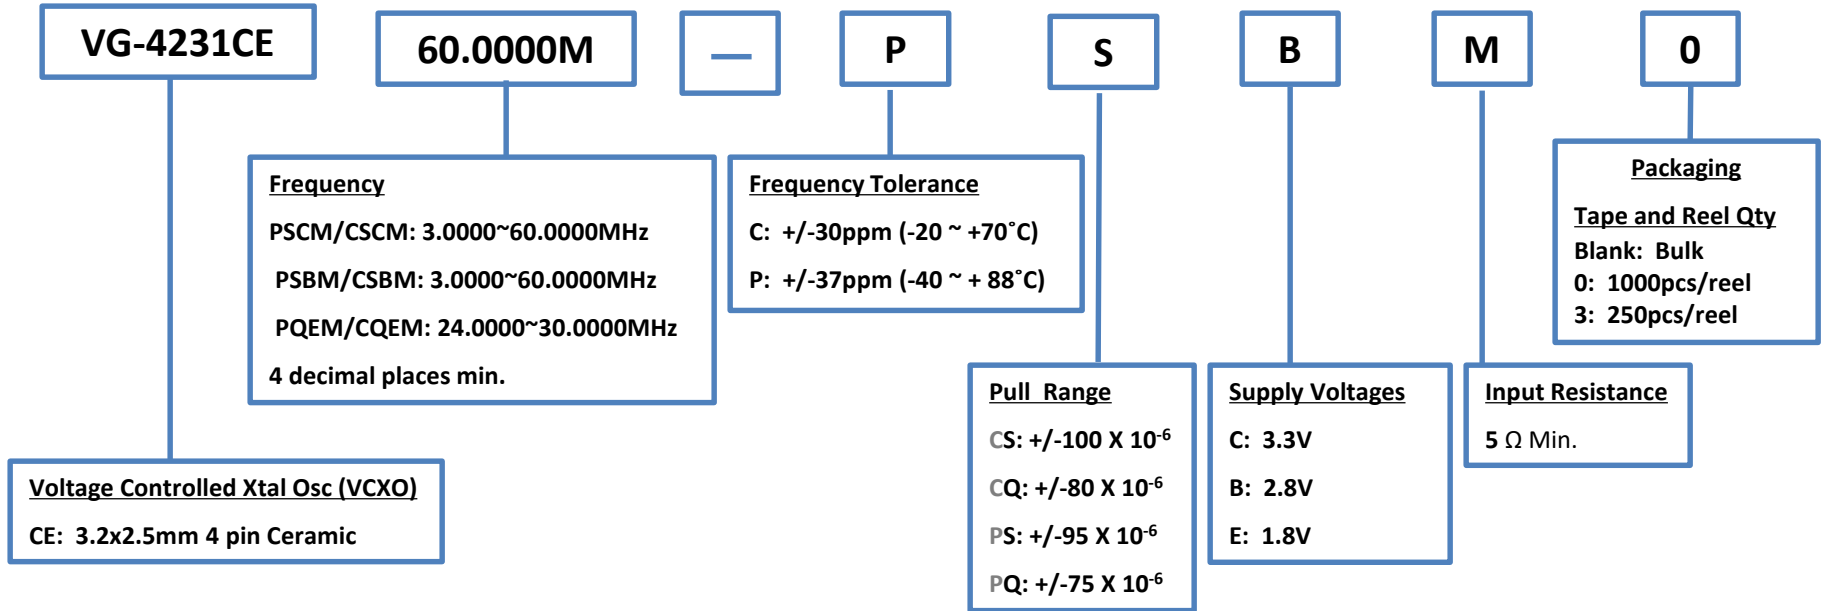 VG-4231CE 60.0000M — P S B M 0
Frequency
PSCM/CSCM: 3.0000~60.0000MHz
PSBM/CSBM: 3.0000~60.0000MHz
PQEM/CQEM: 24.0000~30.0000MHz
4 decimal places min.
Frequency Tolerance
C: +/-30ppm (-20 ~ +70˚C)
P: +/-37ppm (-40 ~ + 88˚C)
Packaging
Tape and Reel Qty
Blank: Bulk
0: 1000pcs/reel
3: 250pcs/reel
Voltage Controlled Xtal Osc (VCXO)
CE: 3.2x2.5mm 4 pin Ceramic
Pull Range
CS: +/-100 X 10⁻⁶
CQ: +/-80 X 10⁻⁶
PS: +/-95 X 10⁻⁶
PQ: +/-75 X 10⁻⁶
Supply Voltages
C: 3.3V
B: 2.8V
E: 1.8V
Input Resistance
5 Ω Min.